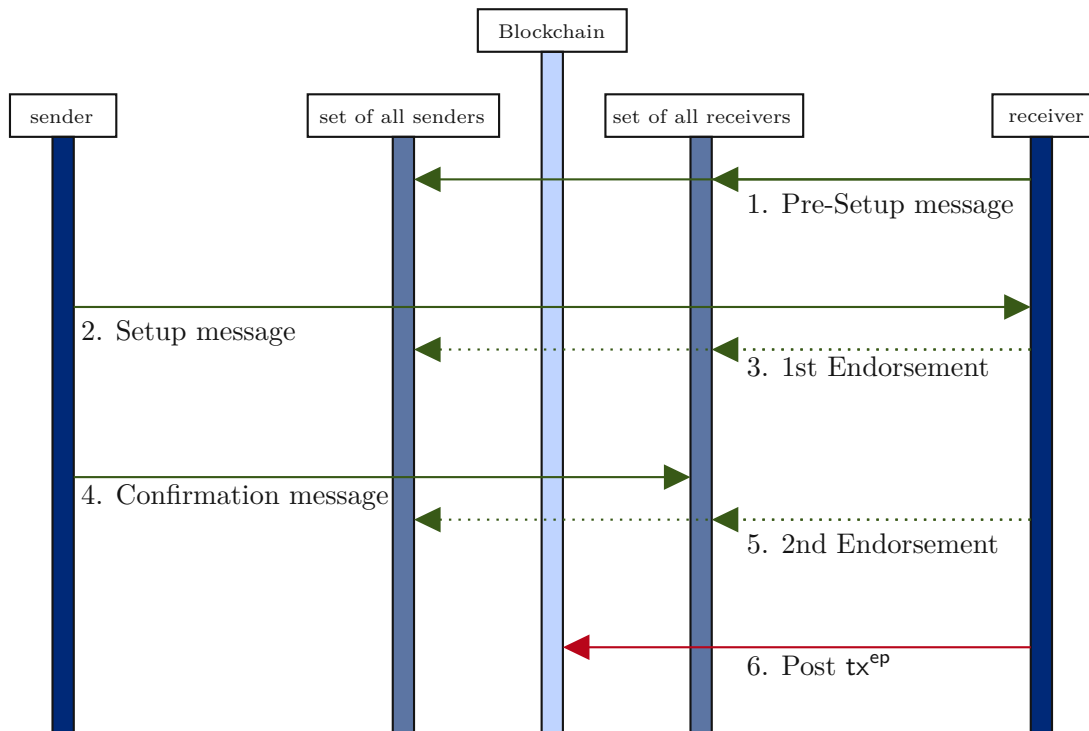 Blockchain
sender
set of all senders
set of all receivers
receiver
1. Pre-Setup message
2. Setup message
3. 1st Endorsement
4. Confirmation message
5. 2nd Endorsement
6. Post tx^ep